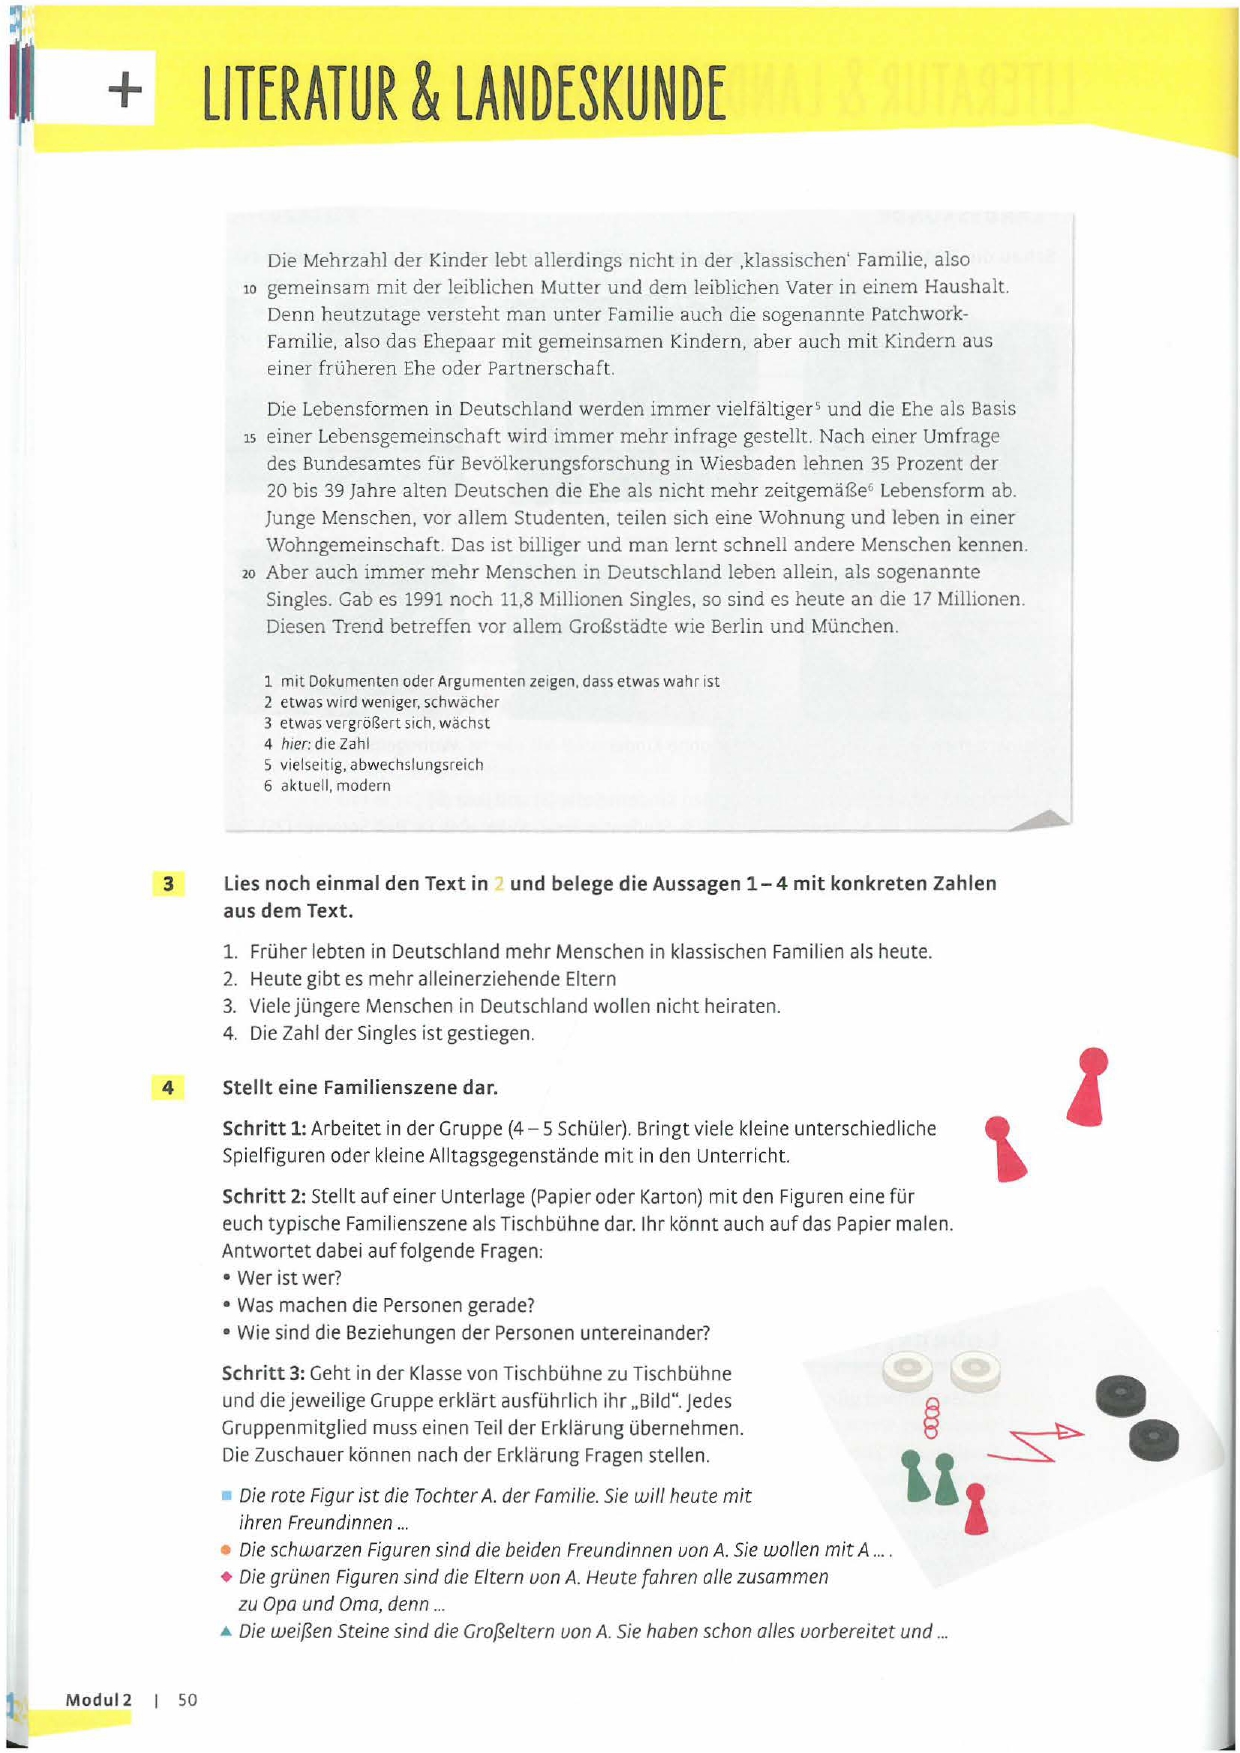 + LITERATUR & LANDESKUNDE
Die Mehrzahl der Kinder lebt allerdings nicht in der ‚klassischen‘ Familie, also
10 gemeinsam mit der leiblichen Mutter und dem leiblichen Vater in einem Haushalt.
Denn heutzutage versteht man unter Familie auch die sogenannte Patchwork-
Familie, also das Ehepaar mit gemeinsamen Kindern, aber auch mit Kindern aus
einer früheren Ehe oder Partnerschaft.
Die Lebensformen in Deutschland werden immer vielfältiger⁵ und die Ehe als Basis
15 einer Lebensgemeinschaft wird immer mehr infrage gestellt. Nach einer Umfrage
des Bundesamtes für Bevölkerungsforschung in Wiesbaden lehnen 35 Prozent der
20 bis 39 Jahre alten Deutschen die Ehe als nicht mehr zeitgemäße⁶ Lebensform ab.
Junge Menschen, vor allem Studenten, teilen sich eine Wohnung und leben in einer
Wohngemeinschaft. Das ist billiger und man lernt schnell andere Menschen kennen.
20 Aber auch immer mehr Menschen in Deutschland leben allein, als sogenannte
Singles. Gab es 1991 noch 11,8 Millionen Singles, so sind es heute an die 17 Millionen.
Diesen Trend betreffen vor allem Großstädte wie Berlin und München.
1 mit Dokumenten oder Argumenten zeigen, dass etwas wahr ist
2 etwas wird weniger, schwächer
3 etwas vergrößert sich, wächst
4 hier: die Zahl
5 vielseitig, abwechslungsreich
6 aktuell, modern
3 Lies noch einmal den Text in 2 und belege die Aussagen 1 – 4 mit konkreten Zahlen
aus dem Text.
1. Früher lebten in Deutschland mehr Menschen in klassischen Familien als heute.
2. Heute gibt es mehr alleinerziehende Eltern
3. Viele jüngere Menschen in Deutschland wollen nicht heiraten.
4. Die Zahl der Singles ist gestiegen.
4 Stellt eine Familienszene dar.
Schritt 1: Arbeitet in der Gruppe (4 – 5 Schüler). Bringt viele kleine unterschiedliche
Spielfiguren oder kleine Alltagsgegenstände mit in den Unterricht.
Schritt 2: Stellt auf einer Unterlage (Papier oder Karton) mit den Figuren eine für
euch typische Familienszene als Tischbühne dar. Ihr könnt auch auf das Papier malen.
Antwortet dabei auf folgende Fragen:
• Wer ist wer?
• Was machen die Personen gerade?
• Wie sind die Beziehungen der Personen untereinander?
Schritt 3: Geht in der Klasse von Tischbühne zu Tischbühne
und die jeweilige Gruppe erklärt ausführlich ihr „Bild“. Jedes
Gruppenmitglied muss einen Teil der Erklärung übernehmen.
Die Zuschauer können nach der Erklärung Fragen stellen.
■ Die rote Figur ist die Tochter A. der Familie. Sie will heute mit
ihren Freundinnen ...
● Die schwarzen Figuren sind die beiden Freundinnen von A. Sie wollen mit A ... .
◆ Die grünen Figuren sind die Eltern von A. Heute fahren alle zusammen
zu Opa und Oma, denn ...
▲ Die weißen Steine sind die Großeltern von A. Sie haben schon alles vorbereitet und ...
Modul 2 | 50